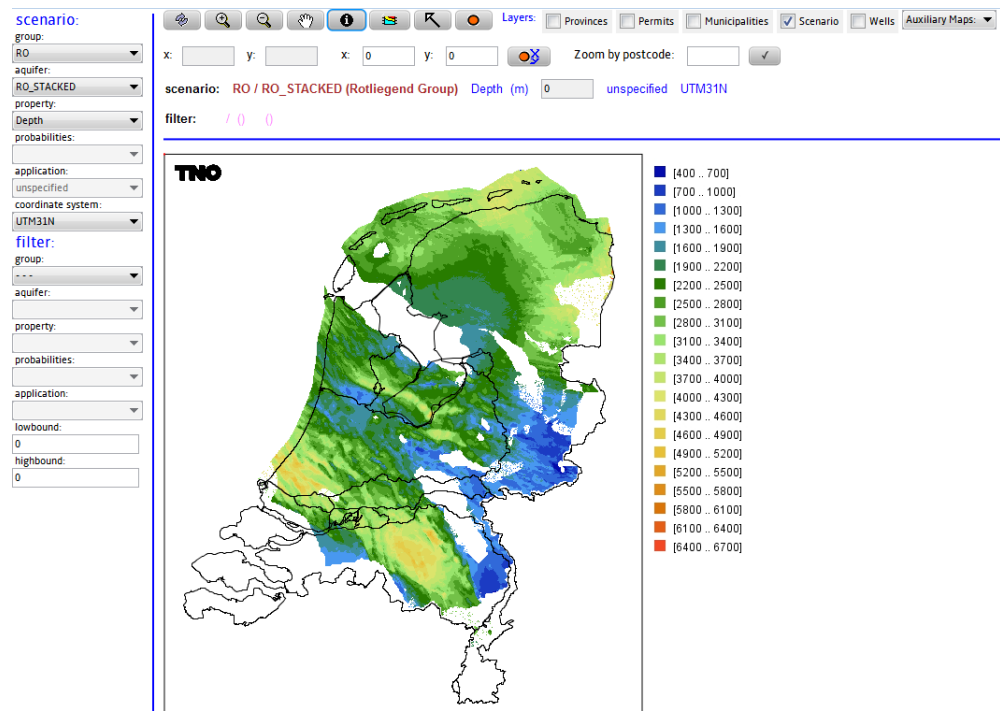 scenario:
group:
RO
aquifer:
RO_STACKED
property:
Depth
probabilities:
application:
unspecified
coordinate system:
UTM31N
filter:
group:
- - -
aquifer:
property:
probabilities:
application:
lowbound:
0
highbound:
0
Layers: Provinces Permits Municipalities Scenario Wells Auxiliary Maps:
x: y: x: 0 y: 0 Zoom by postcode:
scenario: RO / RO_STACKED (Rotliegend Group) Depth (m) 0 unspecified UTM31N
filter: / () ()
TNO
[400 .. 700]
[700 .. 1000]
[1000 .. 1300]
[1300 .. 1600]
[1600 .. 1900]
[1900 .. 2200]
[2200 .. 2500]
[2500 .. 2800]
[2800 .. 3100]
[3100 .. 3400]
[3400 .. 3700]
[3700 .. 4000]
[4000 .. 4300]
[4300 .. 4600]
[4600 .. 4900]
[4900 .. 5200]
[5200 .. 5500]
[5500 .. 5800]
[5800 .. 6100]
[6100 .. 6400]
[6400 .. 6700]